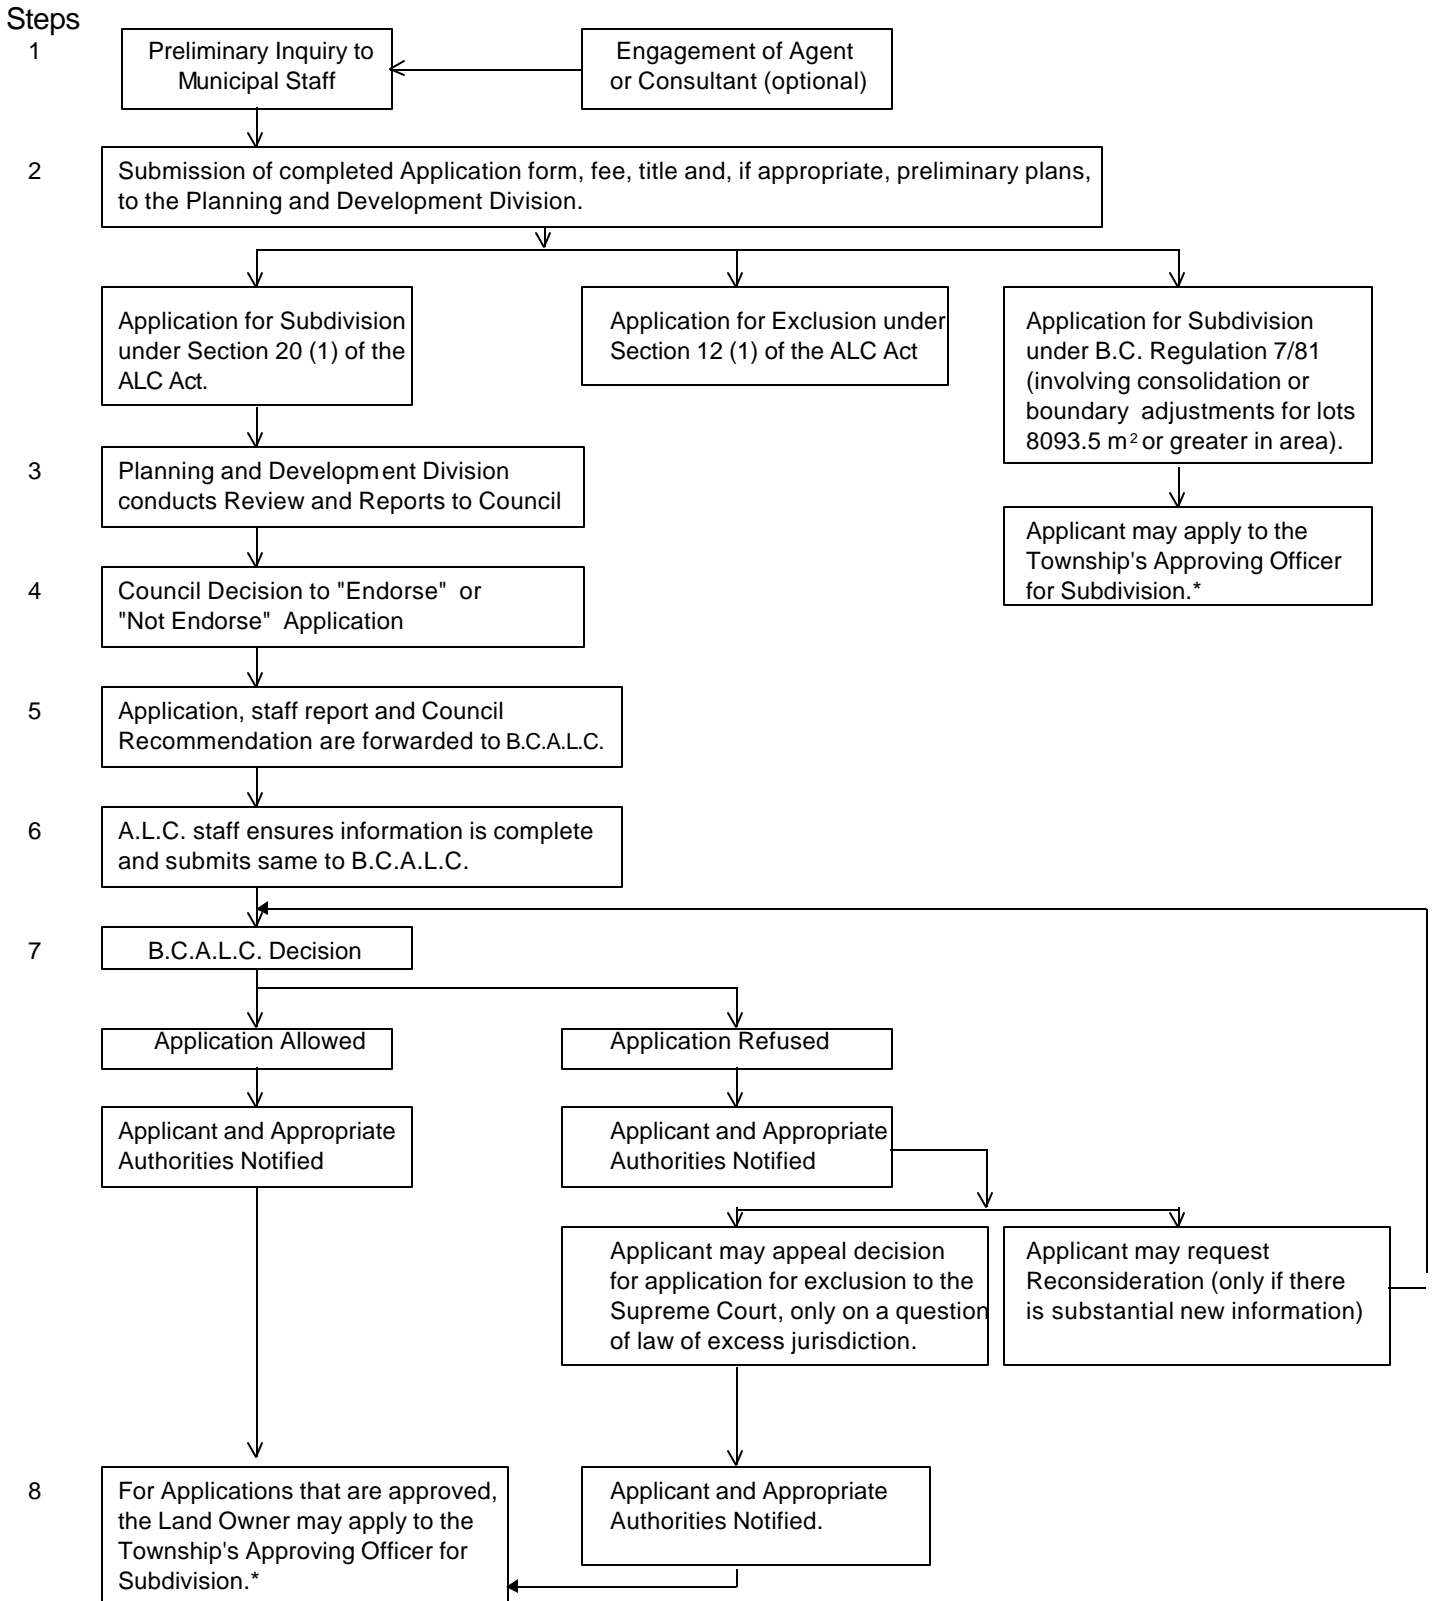 Steps
1
Preliminary Inquiry to
Municipal Staff
Engagement of Agent
or Consultant (optional)
2
Submission of completed Application form, fee, title and, if appropriate, preliminary plans,
to the Planning and Development Division.
Application for Subdivision
under Section 20 (1) of the
ALC Act.
Application for Exclusion under
Section 12 (1) of the ALC Act
Application for Subdivision
under B.C. Regulation 7/81
(involving consolidation or
boundary adjustments for lots
8093.5 m² or greater in area).
3
Planning and Development Division
conducts Review and Reports to Council
Applicant may apply to the
Township's Approving Officer
for Subdivision.*
4
Council Decision to "Endorse" or
"Not Endorse" Application
5
Application, staff report and Council
Recommendation are forwarded to B.C.A.L.C.
6
A.L.C. staff ensures information is complete
and submits same to B.C.A.L.C.
7
B.C.A.L.C. Decision
Application Allowed
Application Refused
Applicant and Appropriate
Authorities Notified
Applicant and Appropriate
Authorities Notified
Applicant may appeal decision
for application for exclusion to the
Supreme Court, only on a question
of law of excess jurisdiction.
Applicant may request
Reconsideration (only if there
is substantial new information)
8
For Applications that are approved,
the Land Owner may apply to the
Township's Approving Officer for
Subdivision.*
Applicant and Appropriate
Authorities Notified.